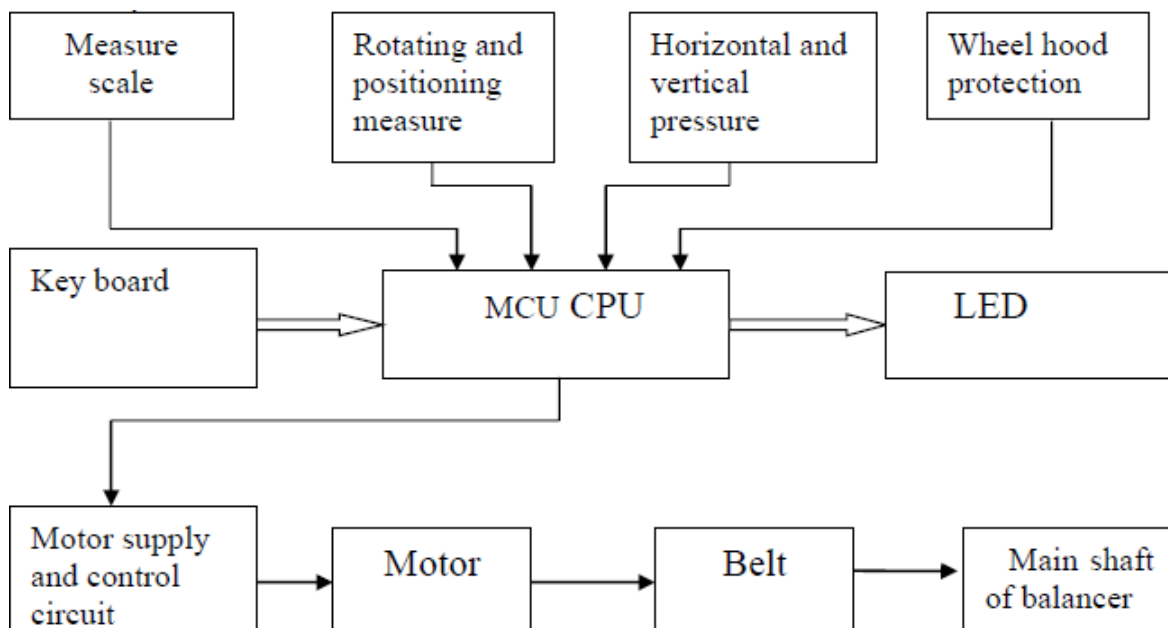 Measure
scale
Rotating and
positioning
measure
Horizontal and
vertical
pressure
Wheel hood
protection
Key board
MCU CPU
LED
Motor supply
and control
circuit
Motor
Belt
Main shaft
of balancer